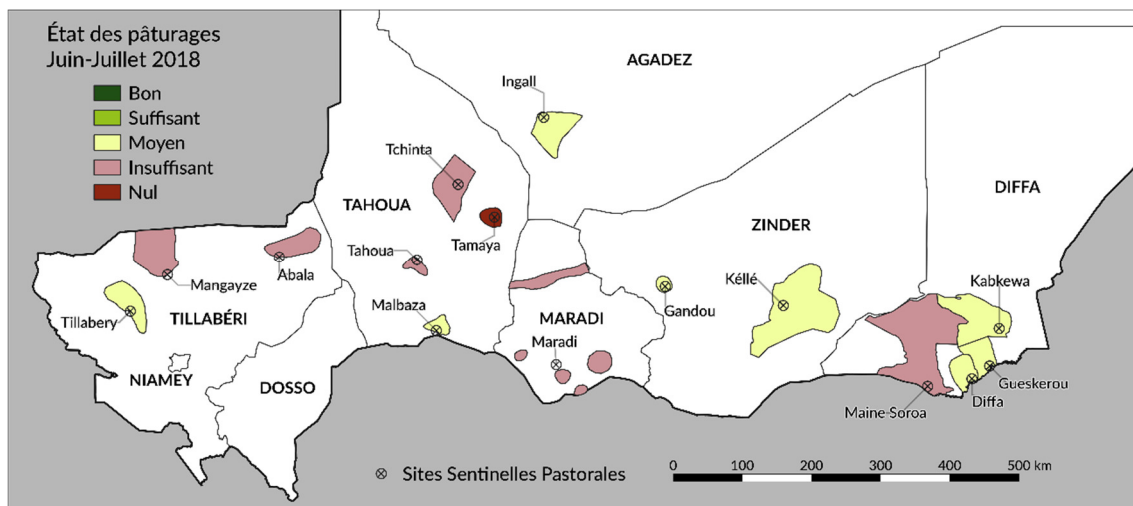 État des pâturages
Juin-Juillet 2018
Bon
Suffisant
Moyen
Insuffisant
Nul
AGADEZ
Ingall
Tchinta
DIFFA
TAHOUA
ZINDER
Tamaya
Tahoua
Abala
Mangayze
Kéllé
Kabkewa
Malbaza
Gandou
Tillabery
TILLABÉRI
MARADI
Maradi
Gueskerou
NIAMEY
DOSSO
Diffa
Maine-Soroa
Sites Sentinelles Pastorales
0 100 200 300 400 500 km